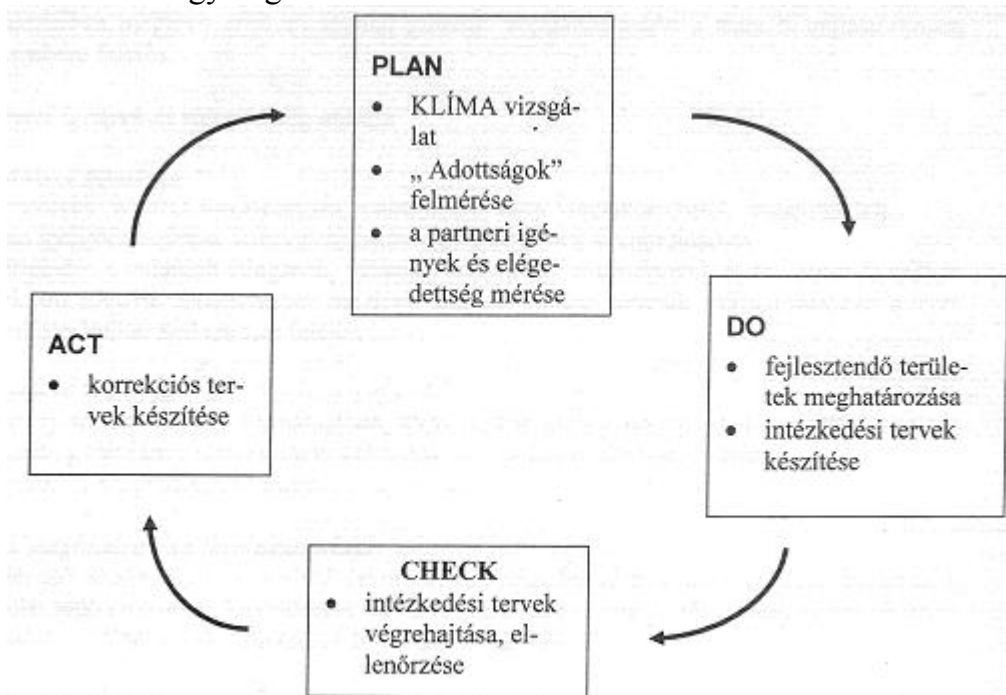 PLAN
• KLÍMA vizsgá-
lat
• „ Adottságok”
felmérése
• a partneri igé-
nyek és elége-
dettség mérése
DO
• fejlesztendő terüle-
tek meghatározása
• intézkedési tervek
készítése
CHECK
• intézkedési tervek
végrehajtása, el-
lenőrzése
ACT
• korrekciós ter-
vek készítése